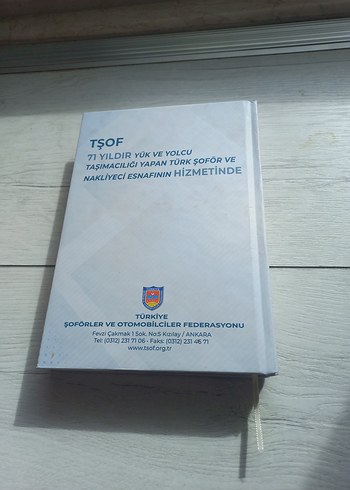 TŞOF
71 YILDIR YÜK VE YOLCU
TAŞIMACILIĞI YAPAN TÜRK ŞOFÖR VE
NAKLİYECİ ESNAFININ HİZMETİNDE
TÜRKİYE
ŞOFÖRLER VE OTOMOBİLCİLER FEDERASYONU
Fevzi Çakmak 1 Sok. No:5 Kızılay / ANKARA
Tel: (0312) 231 71 06 - Faks: (0312) 231 46 71
www.tsof.org.tr